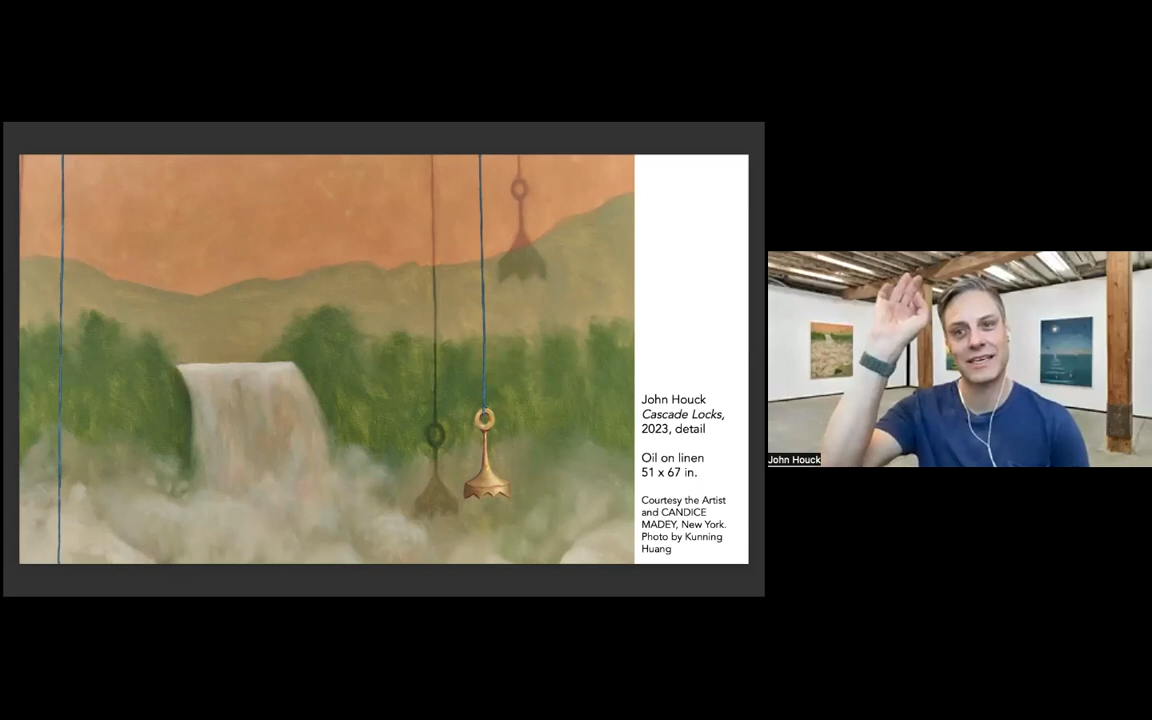 John Houck
Cascade Locks,
2023, detail
Oil on linen
51 x 67 in.
Courtesy the Artist
and CANDICE
MADEY, New York.
Photo by Kunning
Huang
John Houck